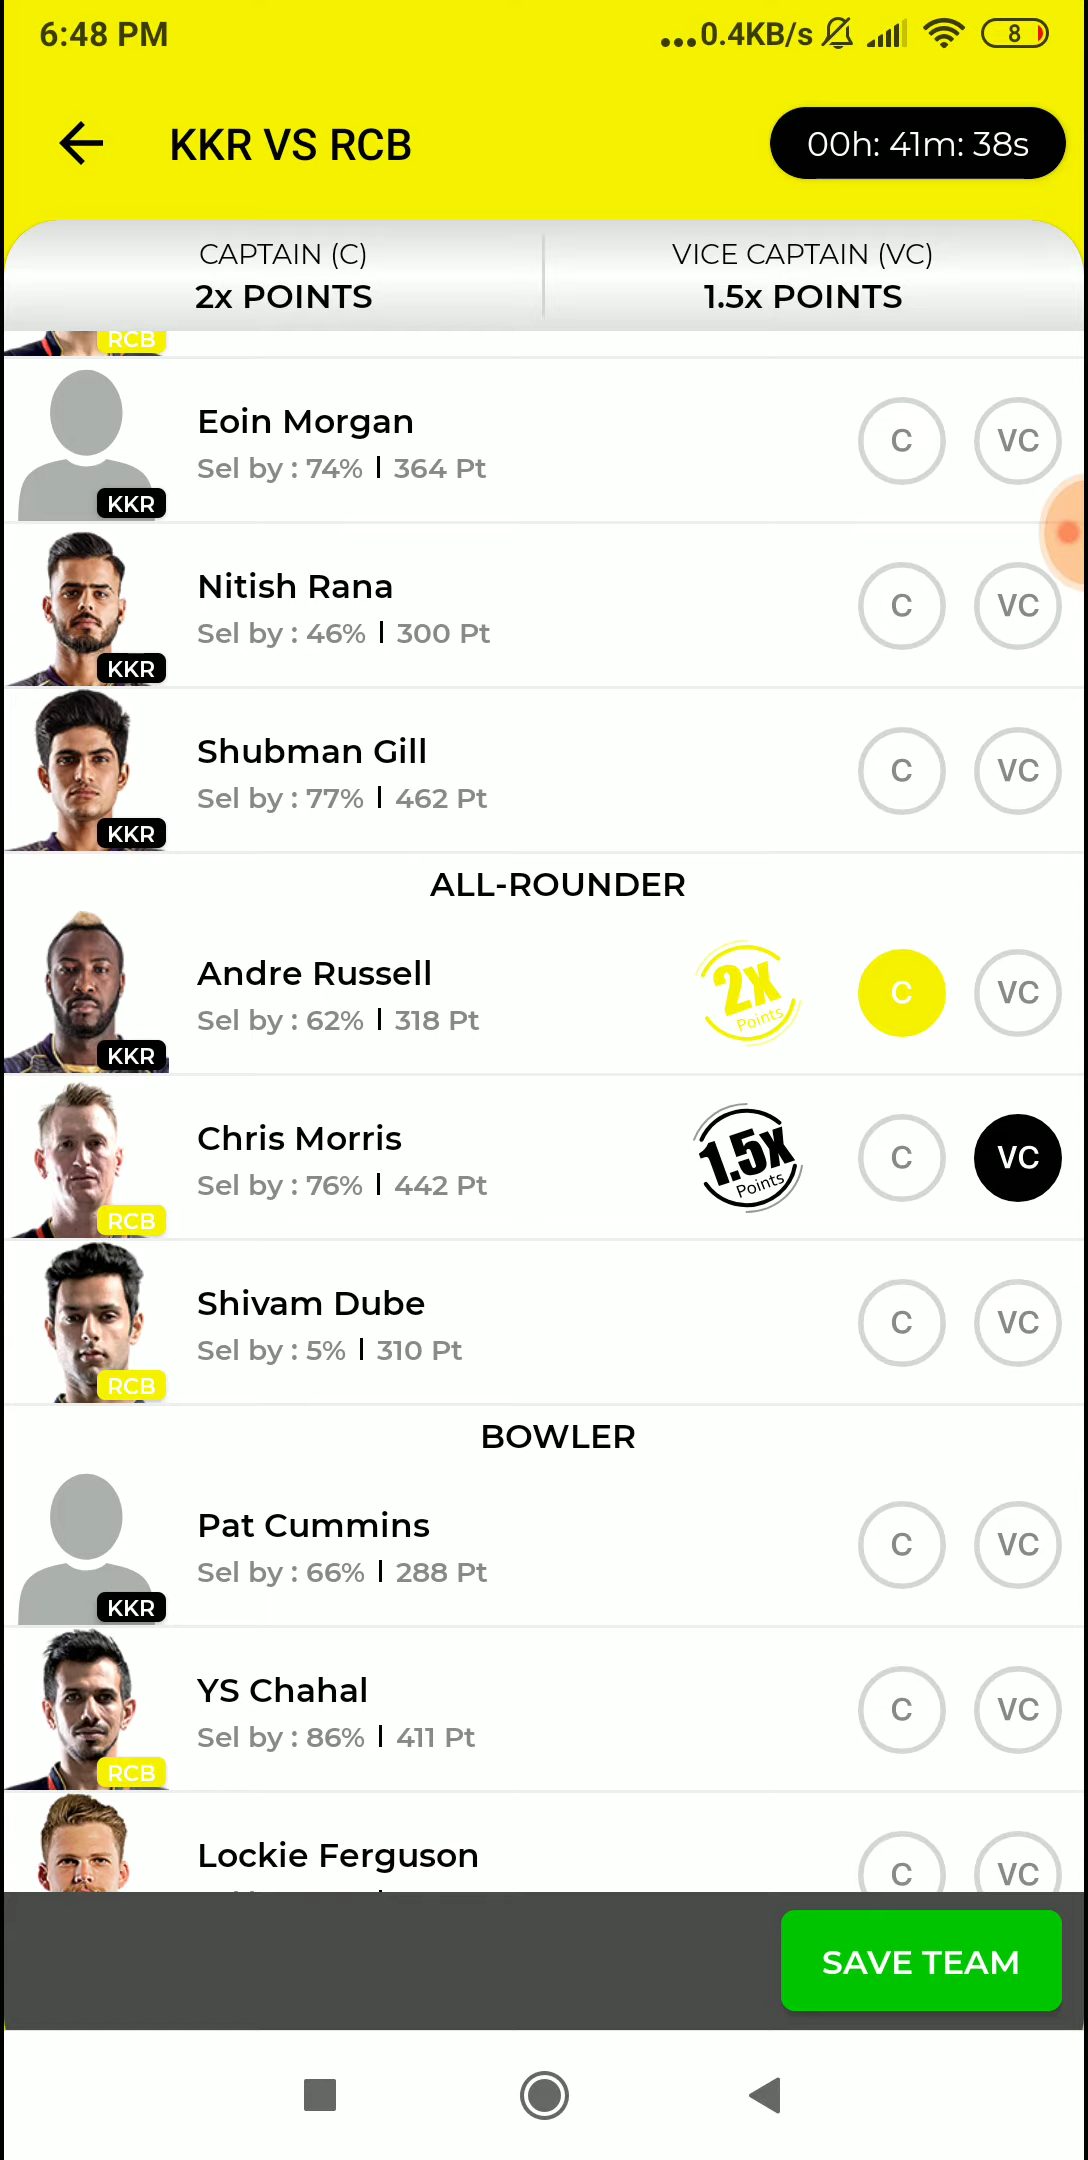 6:48 PM
...0.4KB/s 8
KKR VS RCB
00h: 41m: 38s
CAPTAIN (C)
2x POINTS
VICE CAPTAIN (VC)
1.5x POINTS
RCB
Eoin Morgan
Sel by : 74% | 364 Pt
KKR
C VC
Nitish Rana
Sel by : 46% | 300 Pt
KKR
C VC
Shubman Gill
Sel by : 77% | 462 Pt
KKR
C VC
ALL-ROUNDER
Andre Russell
Sel by : 62% | 318 Pt
KKR
2x
Points
C VC
Chris Morris
Sel by : 76% | 442 Pt
RCB
1.5x
Points
C VC
Shivam Dube
Sel by : 5% | 310 Pt
RCB
C VC
BOWLER
Pat Cummins
Sel by : 66% | 288 Pt
KKR
C VC
YS Chahal
Sel by : 86% | 411 Pt
RCB
C VC
Lockie Ferguson
C VC
SAVE TEAM